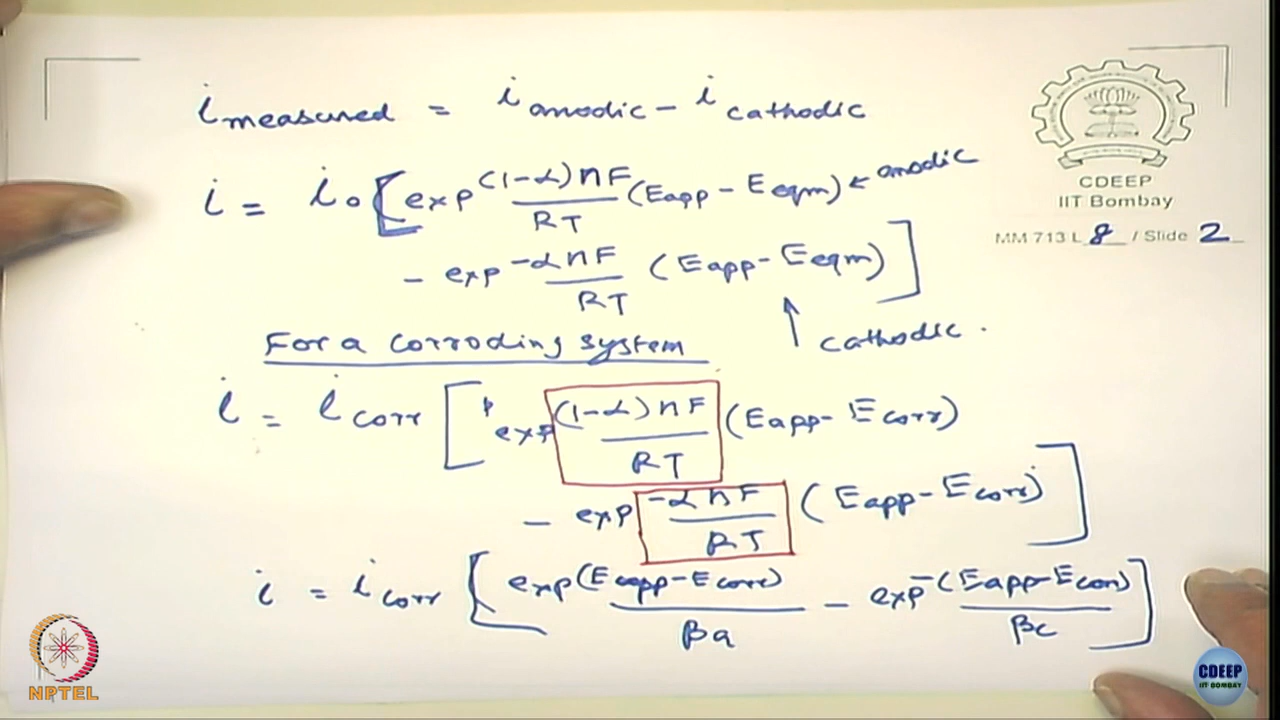 i measured = i anodic - i cathodic
i = i₀ [ exp (1-α)nF/RT (Eapp - Eeqm) ← anodic
- exp -αnF/RT (Eapp - Eeqm) ]
↑ cathodic.
For a corroding system
i = i corr [ exp (1-α)nF/RT (Eapp - Ecorr)
- exp -αnF/RT (Eapp - Ecorr) ]
i = i corr [ exp (Eapp - Ecorr)/βa - exp -(Eapp - Ecorr)/βc ]
CDEEP
IIT Bombay
MM 713 L 8 / Slide 2
NPTEL
CDEEP
IIT BOMBAY